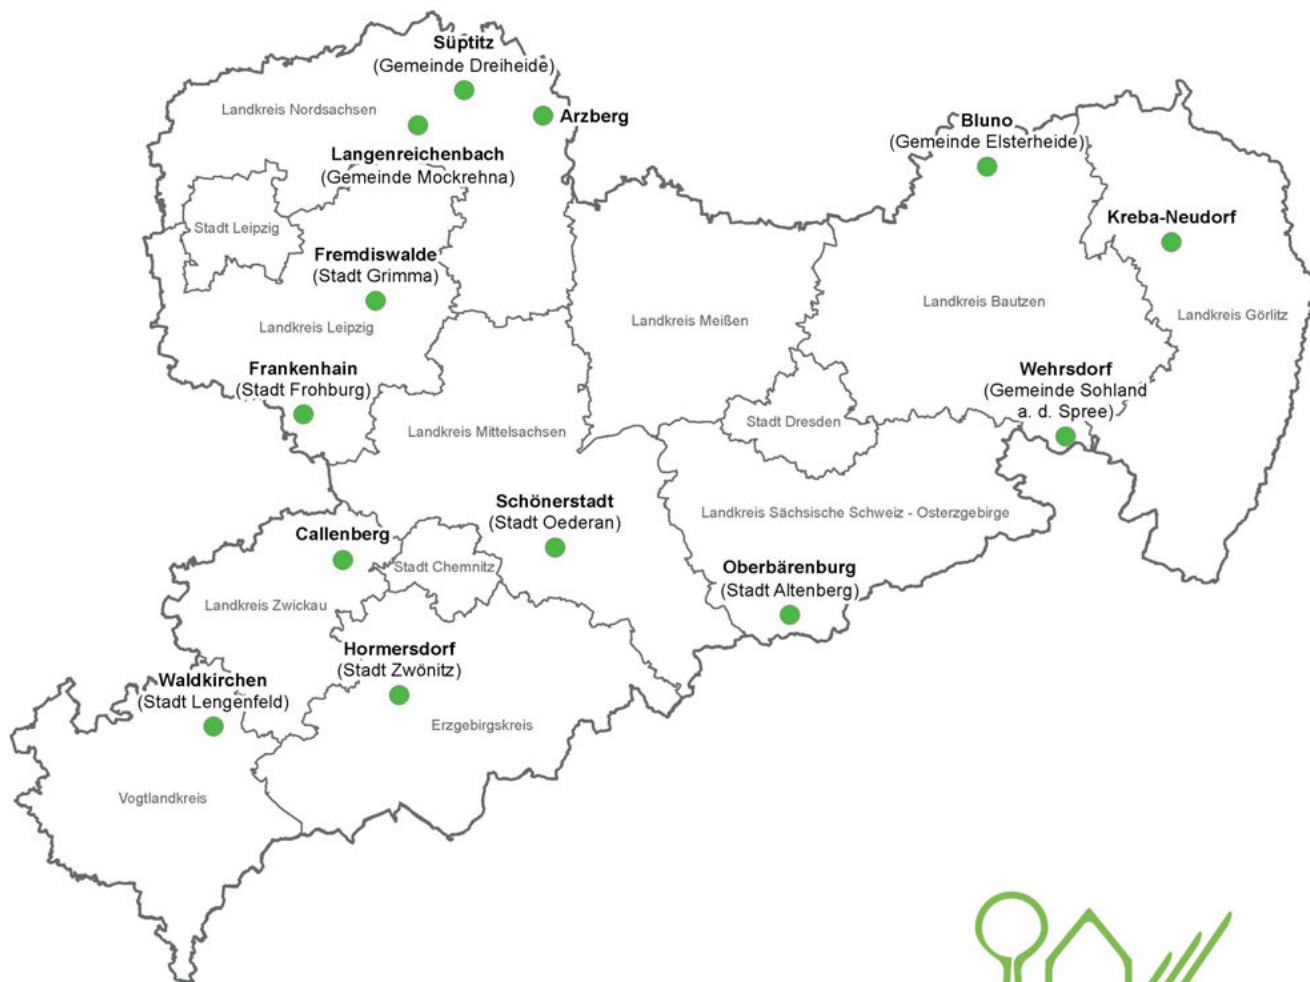 Süptitz
(Gemeinde Dreiheide)
Landkreis Nordsachsen
Arzberg
Langenreichenbach
(Gemeinde Mockrehna)
Bluno
(Gemeinde Elsterheide)
Kreba-Neudorf
Stadt Leipzig
Fremdiswalde
(Stadt Grimma)
Landkreis Leipzig
Landkreis Meißen
Landkreis Bautzen
Landkreis Görlitz
Frankenhain
(Stadt Frohburg)
Wehrsdorf
(Gemeinde Sohland
a. d. Spree)
Landkreis Mittelsachsen
Stadt Dresden
Schönerstadt
(Stadt Oederan)
Landkreis Sächsische Schweiz - Osterzgebirge
Callenberg
Stadt Chemnitz
Oberbärenburg
(Stadt Altenberg)
Landkreis Zwickau
Hormersdorf
(Stadt Zwönitz)
Waldkirchen
(Stadt Lengenfeld)
Erzgebirgskreis
Vogtlandkreis